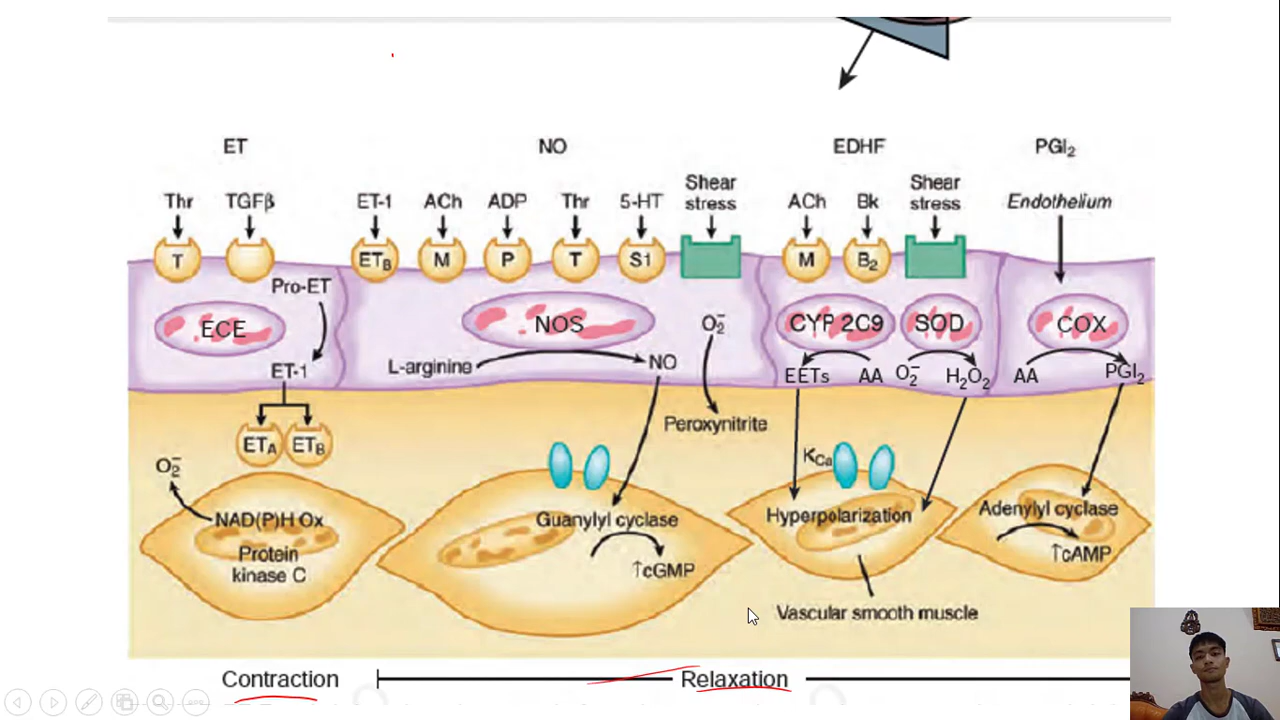 ET
NO
EDHF
PGI₂
Thr
TGFβ
ET-1
ACh
ADP
Thr
5-HT
Shear
stress
ACh
Bk
Shear
stress
Endothelium
T
ETB
M
P
T
S1
M
B₂
Pro-ET
ECE
NOS
O₂⁻
CYP 2C9
SOD
COX
ET-1
L-arginine
NO
EETs
AA
O₂⁻
H₂O₂
AA
PGI₂
Peroxynitrite
ETA
ETB
O₂⁻
KCa
NAD(P)H Ox
Protein
kinase C
Guanylyl cyclase
↑cGMP
Hyperpolarization
Adenylyl cyclase
↑cAMP
Vascular smooth muscle
Contraction
Relaxation